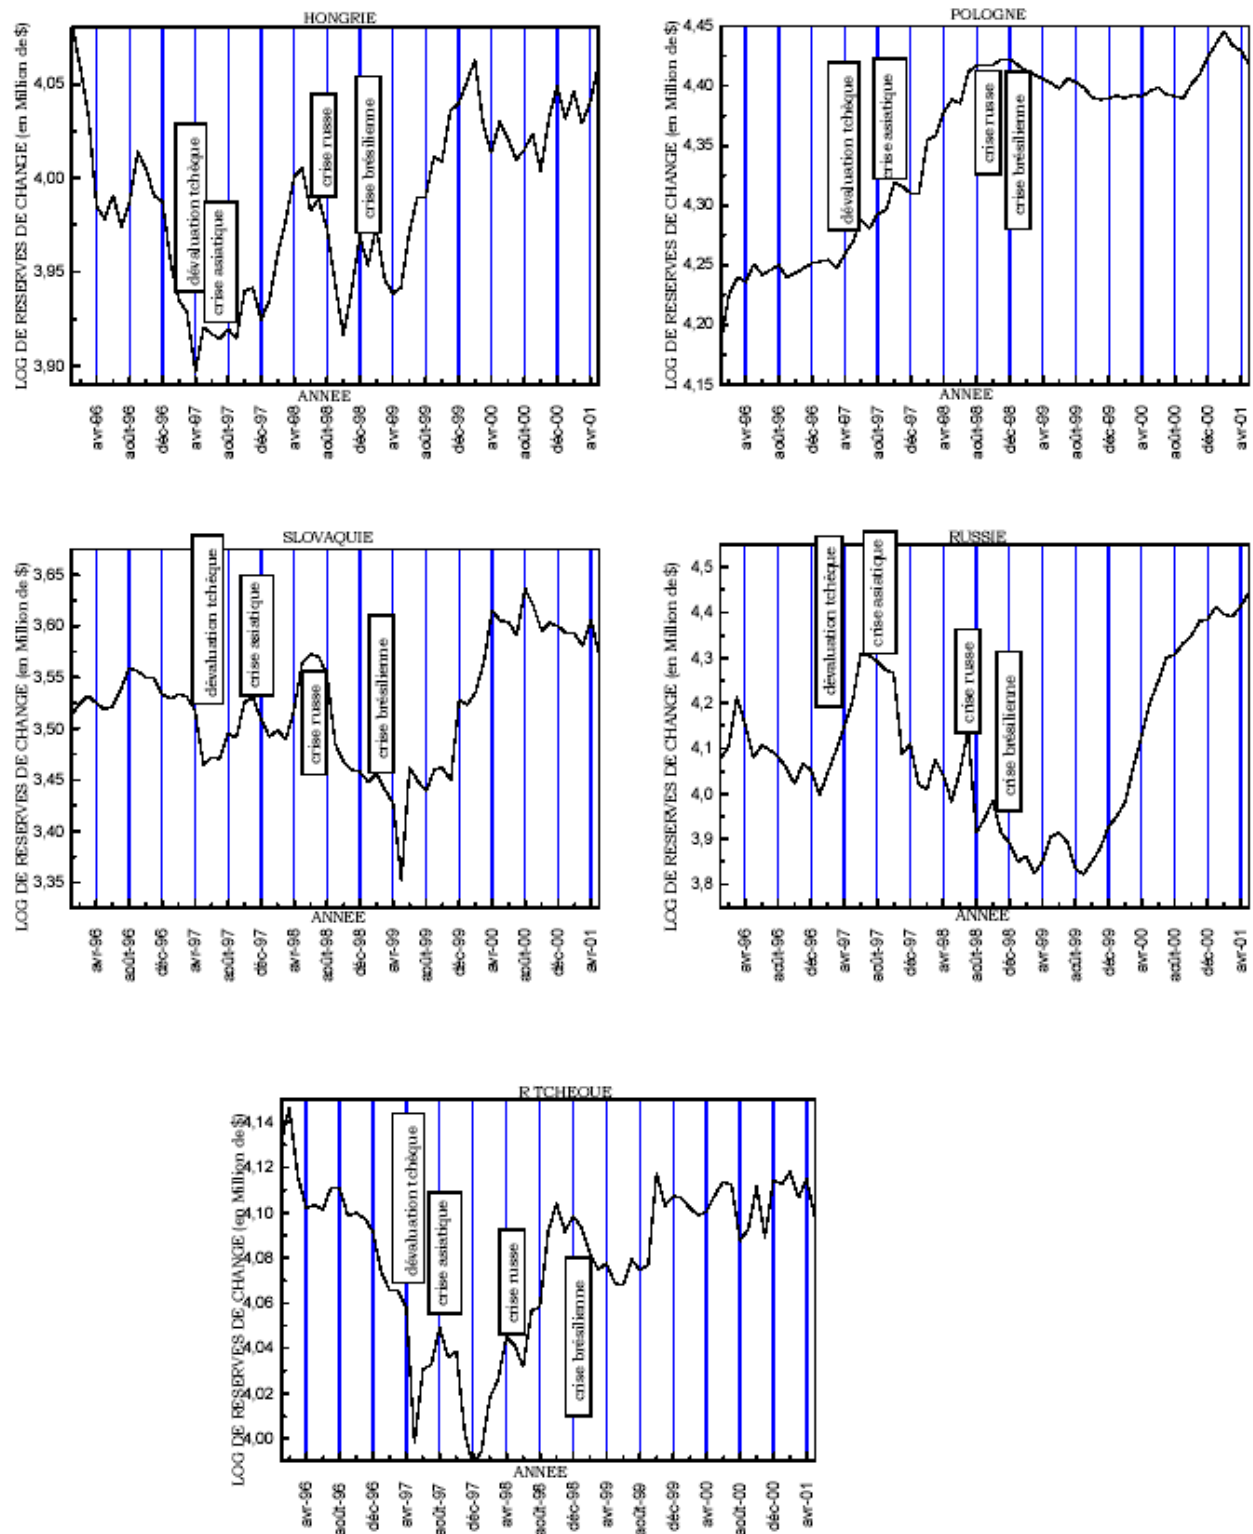 HONGRIE
LOG DE RESERVES DE CHANGE (en Million de $)
4,05
4,00
3,95
3,90
dévaluation tchèque
crise asiatique
crise russe
crise brésilienne
ANNEE
avr-96
août-96
déc-96
avr-97
août-97
déc-97
avr-98
août-98
déc-98
avr-99
août-99
déc-99
avr-00
août-00
déc-00
avr-01
POLOGNE
LOG DE RESERVES DE CHANGE (en Million de $)
4,45
4,40
4,35
4,30
4,25
4,20
4,15
dévaluation tchèque
crise asiatique
crise russe
crise brésilienne
ANNEE
avr-96
août-96
déc-96
avr-97
août-97
déc-97
avr-98
août-98
déc-98
avr-99
août-99
déc-99
avr-00
août-00
déc-00
avr-01
SLOVAQUIE
LOG DE RESERVES DE CHANGE (en Million de $)
3,65
3,60
3,55
3,50
3,45
3,40
3,35
dévaluation tchèque
crise asiatique
crise russe
crise brésilienne
ANNEE
avr-96
août-96
déc-96
avr-97
août-97
déc-97
avr-98
août-98
déc-98
avr-99
août-99
déc-99
avr-00
août-00
déc-00
avr-01
RUSSIE
LOG DE RESERVES DE CHANGE (en Million de $)
4,5
4,4
4,3
4,2
4,1
4,0
3,9
3,8
dévaluation tchèque
crise asiatique
crise russe
crise brésilienne
ANNEE
avr-96
août-96
déc-96
avr-97
août-97
déc-97
avr-98
août-98
déc-98
avr-99
août-99
déc-99
avr-00
août-00
déc-00
avr-01
R TCHEQUE
LOG DE RESERVES DE CHANGE (en Million de $)
4,14
4,12
4,10
4,08
4,06
4,04
4,02
4,00
dévaluation tchèque
crise asiatique
crise russe
crise brésilienne
ANNEE
avr-96
août-96
déc-96
avr-97
août-97
déc-97
avr-98
août-98
déc-98
avr-99
août-99
déc-99
avr-00
août-00
déc-00
avr-01